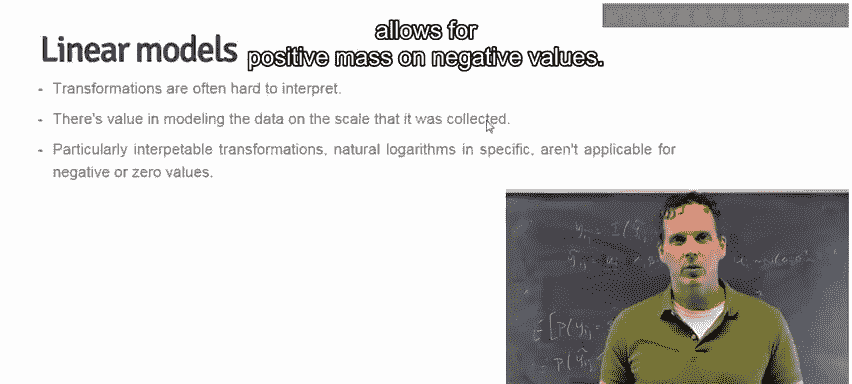 allows for
Linear models positive mass on negative values.
- Transformations are often hard to interpret.
- There's value in modeling the data on the scale that it was collected.
- Particularly interpetable transformations, natural logarithms in specific, aren't applicable for
negative or zero values.